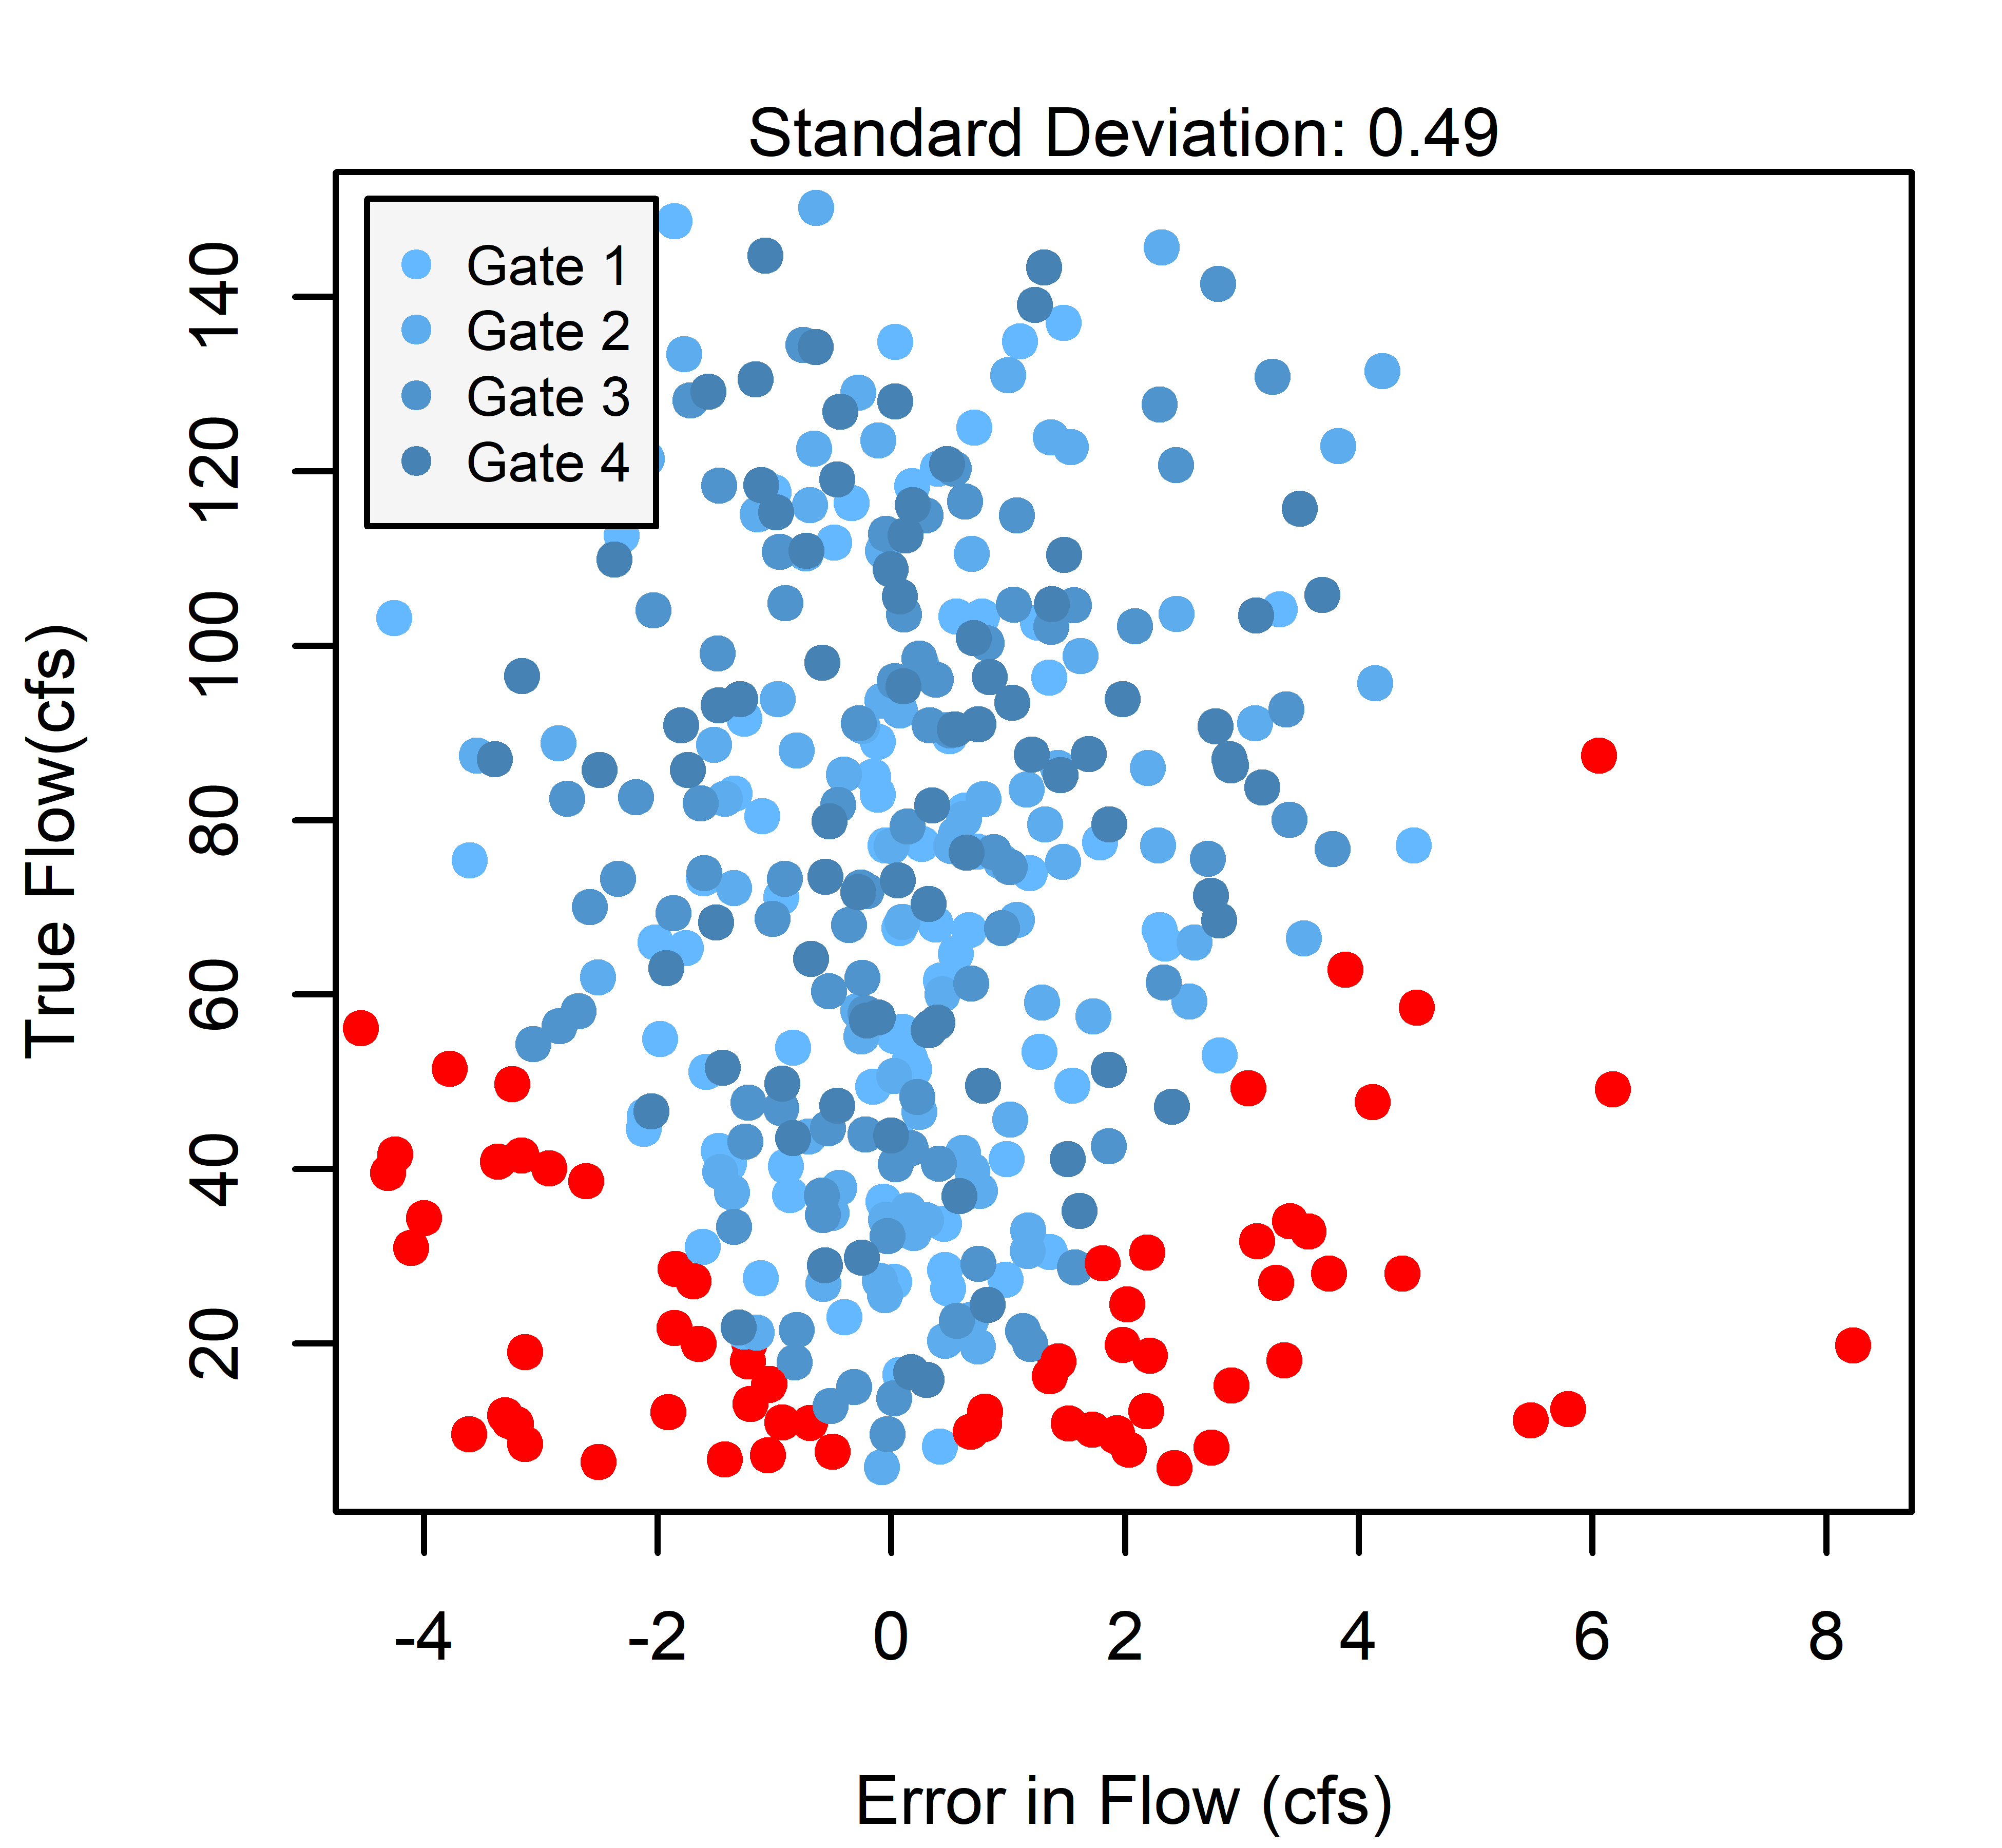 Standard Deviation: 0.49
Gate 1
Gate 2
Gate 3
Gate 4
True Flow(cfs)
140
120
100
80
60
40
20
-4 -2 0 2 4 6 8
Error in Flow (cfs)